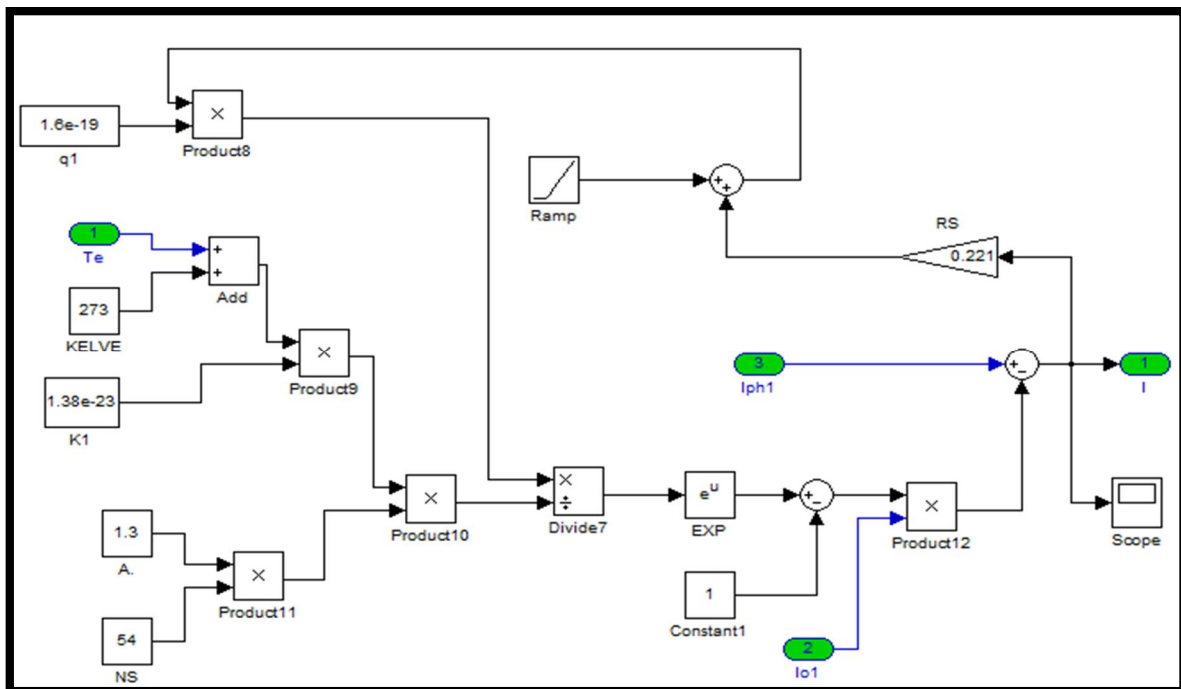 1.6e-19
q1
×
Product8
Ramp
+
+
RS
0.221
1
Te
+
+
Add
273
KELVE
×
Product9
1.38e-23
K1
3
Iph1
+
−
1
I
×
Product10
×
÷
Divide7
eu
EXP
+
−
×
Product12
Scope
1.3
A.
×
Product11
54
NS
1
Constant1
2
Io1